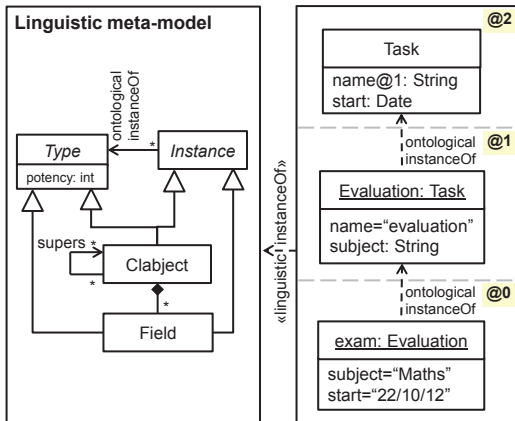 Linguistic meta-model
ontological
instanceOf
*
Type
potency: int
Instance
supers
*
*
Clabject
*
Field
«linguistic instanceOf»
@2
Task
name@1: String
start: Date
ontological
instanceOf
@1
Evaluation: Task
name=“evaluation”
subject: String
ontological
instanceOf
@0
exam: Evaluation
subject=“Maths”
start=“22/10/12”